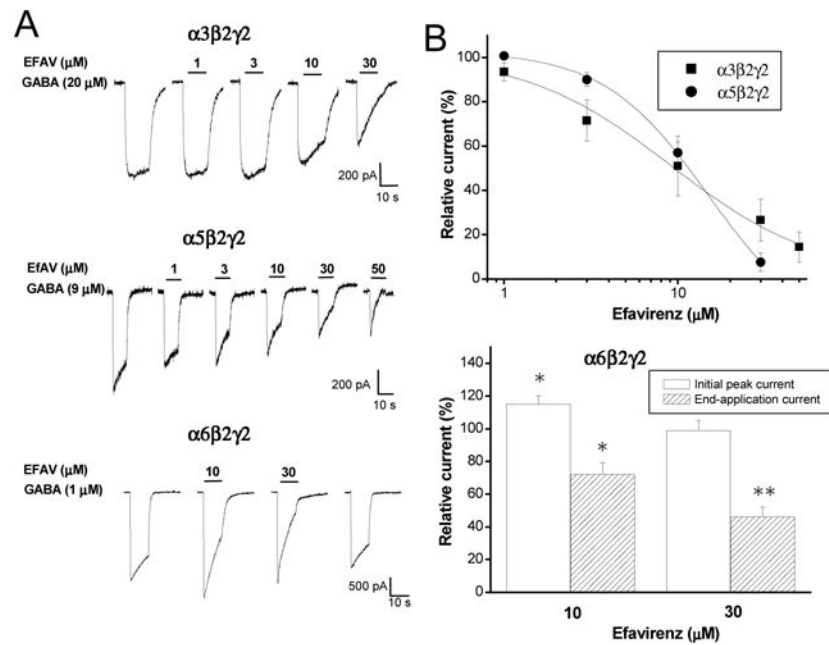 A
α3β2γ2
EFAV (μM) 1 3 10 30
GABA (20 μM)
200 pA
10 s
α5β2γ2
EfAV (μM) 1 3 10 30 50
GABA (9 μM)
200 pA
10 s
α6β2γ2
EFAV (μM) 10 30
GABA (1 μM)
500 pA
10 s
B
Relative current (%)
100
80
60
40
20
0
α3β2γ2
α5β2γ2
1 10
Efavirenz (μM)
α6β2γ2
Relative current (%)
140
120
100
80
60
40
20
0
Initial peak current
End-application current
* * **
10 30
Efavirenz (μM)